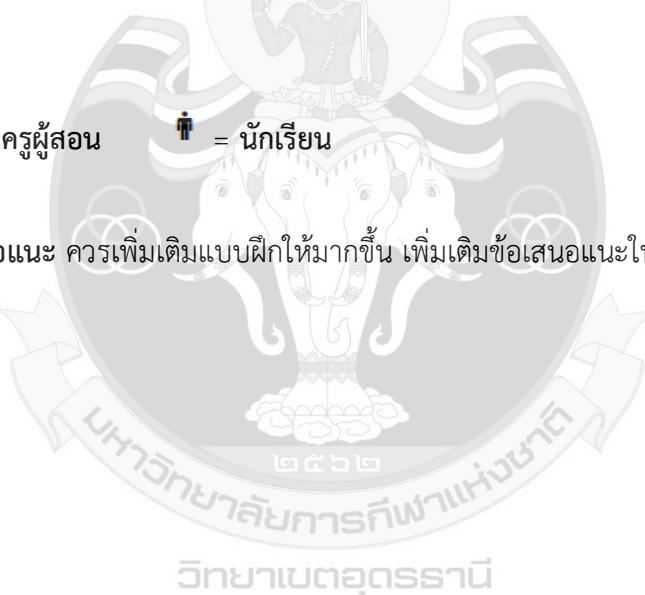 ครูผู้สอน = นักเรียน
อแนะ ควรเพิ่มเติมแบบฝึกให้มากขึ้น เพิ่มเติมข้อเสนอแนะใน
๒๕๖๒
มหาวิทยาลัยการกีฬาแห่งชาติ
วิทยาเขตอุดรธานี